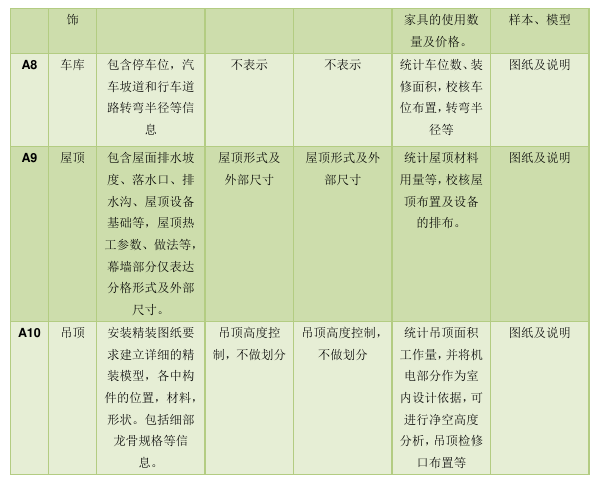 饰
家具的使用数
量及价格。
样本、模型
A8
车库
包含停车位，汽
车坡道和行车道
路转弯半径等信
息
不表示
不表示
统计车位数、装
修面积，校核车
位布置，转弯半
径等
图纸及说明
A9
屋顶
包含屋面排水坡
度、落水口、排
水沟、屋顶设备
基础等，屋顶热
工参数、做法等，
幕墙部分仅表达
分格形式及外部
尺寸。
屋顶形式及
外部尺寸
屋顶形式及外
部尺寸
统计屋顶材料
用量等，校核屋
顶布置及设备
的排布。
图纸及说明
A10
吊顶
安装精装图纸要
求建立详细的精
装模型，各中构
件的位置，材料，
形状。包括细部
龙骨规格等信
息。
吊顶高度控
制，不做划分
吊顶高度控制，
不做划分
统计吊顶面积
工作量，并将机
电部分作为室
内设计依据，可
进行净空高度
分析，吊顶检修
口布置等
图纸及说明